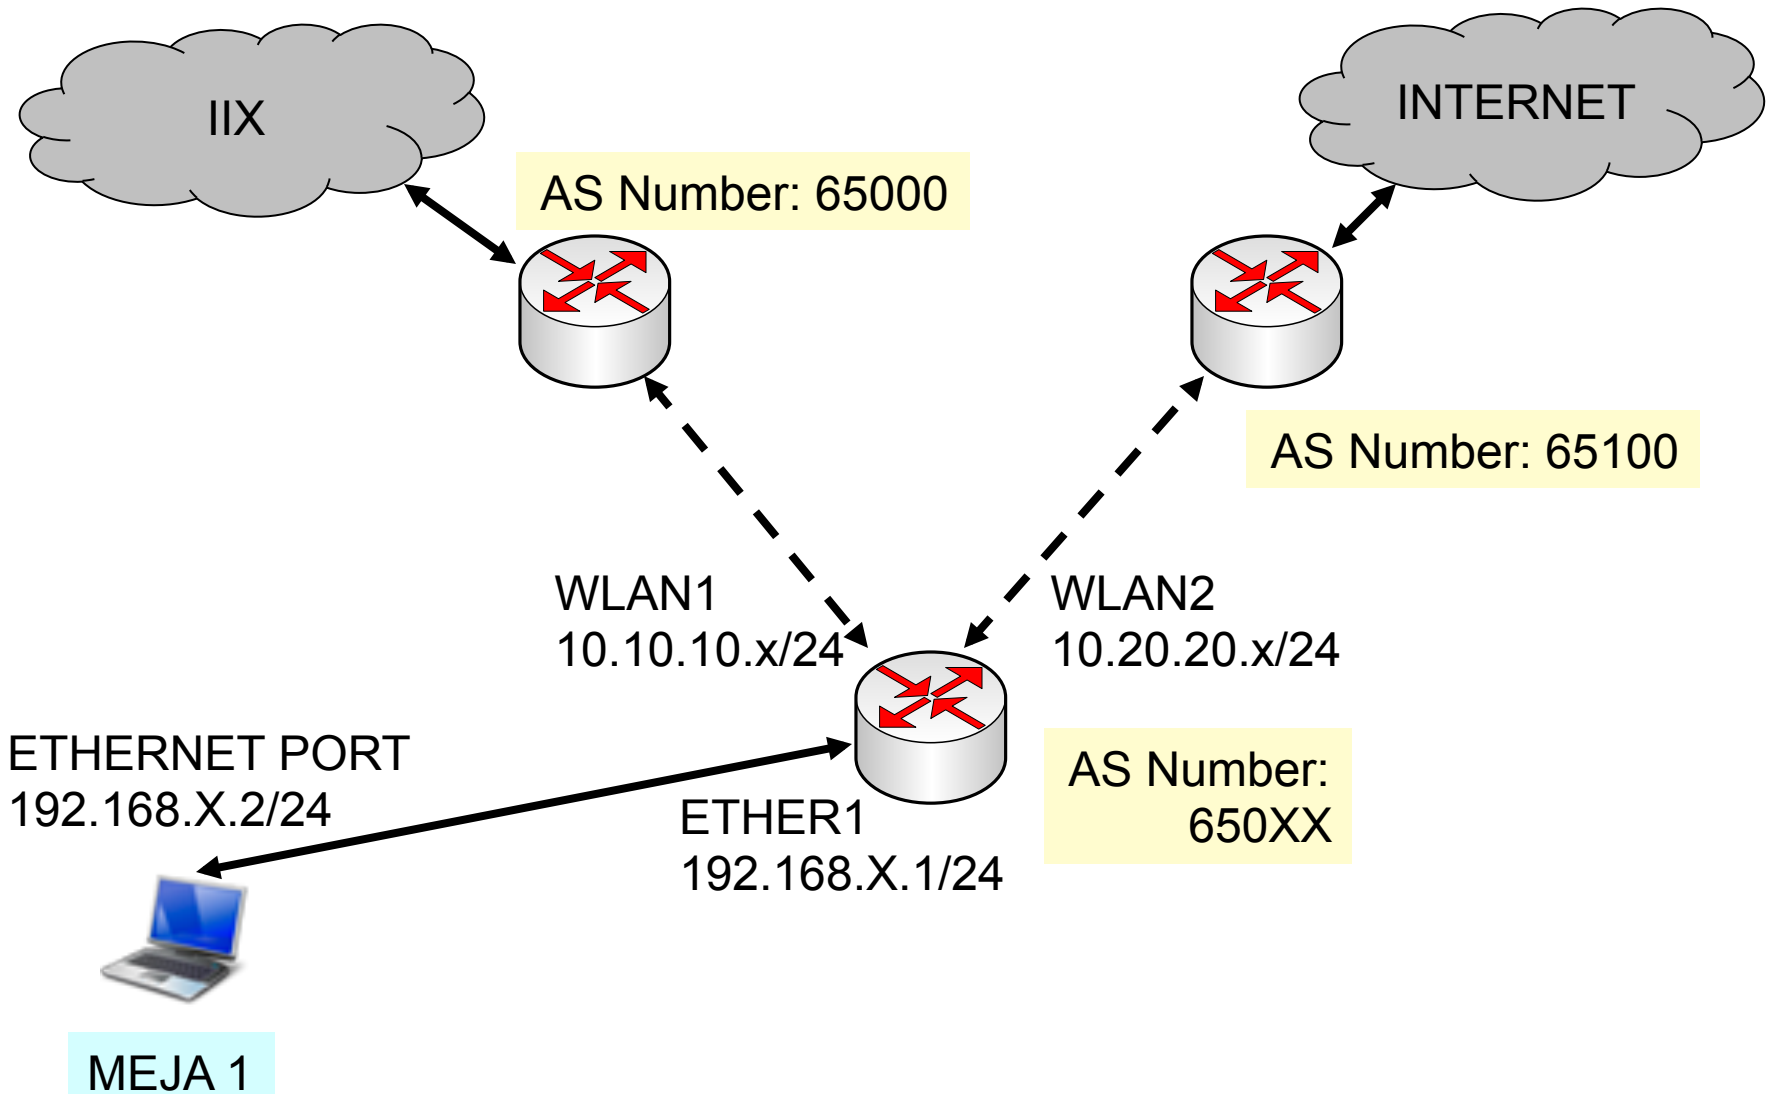 IIX
INTERNET
AS Number: 65000
AS Number: 65100
WLAN1
10.10.10.x/24
WLAN2
10.20.20.x/24
ETHERNET PORT
192.168.X.2/24
ETHER1
192.168.X.1/24
AS Number:
650XX
MEJA 1